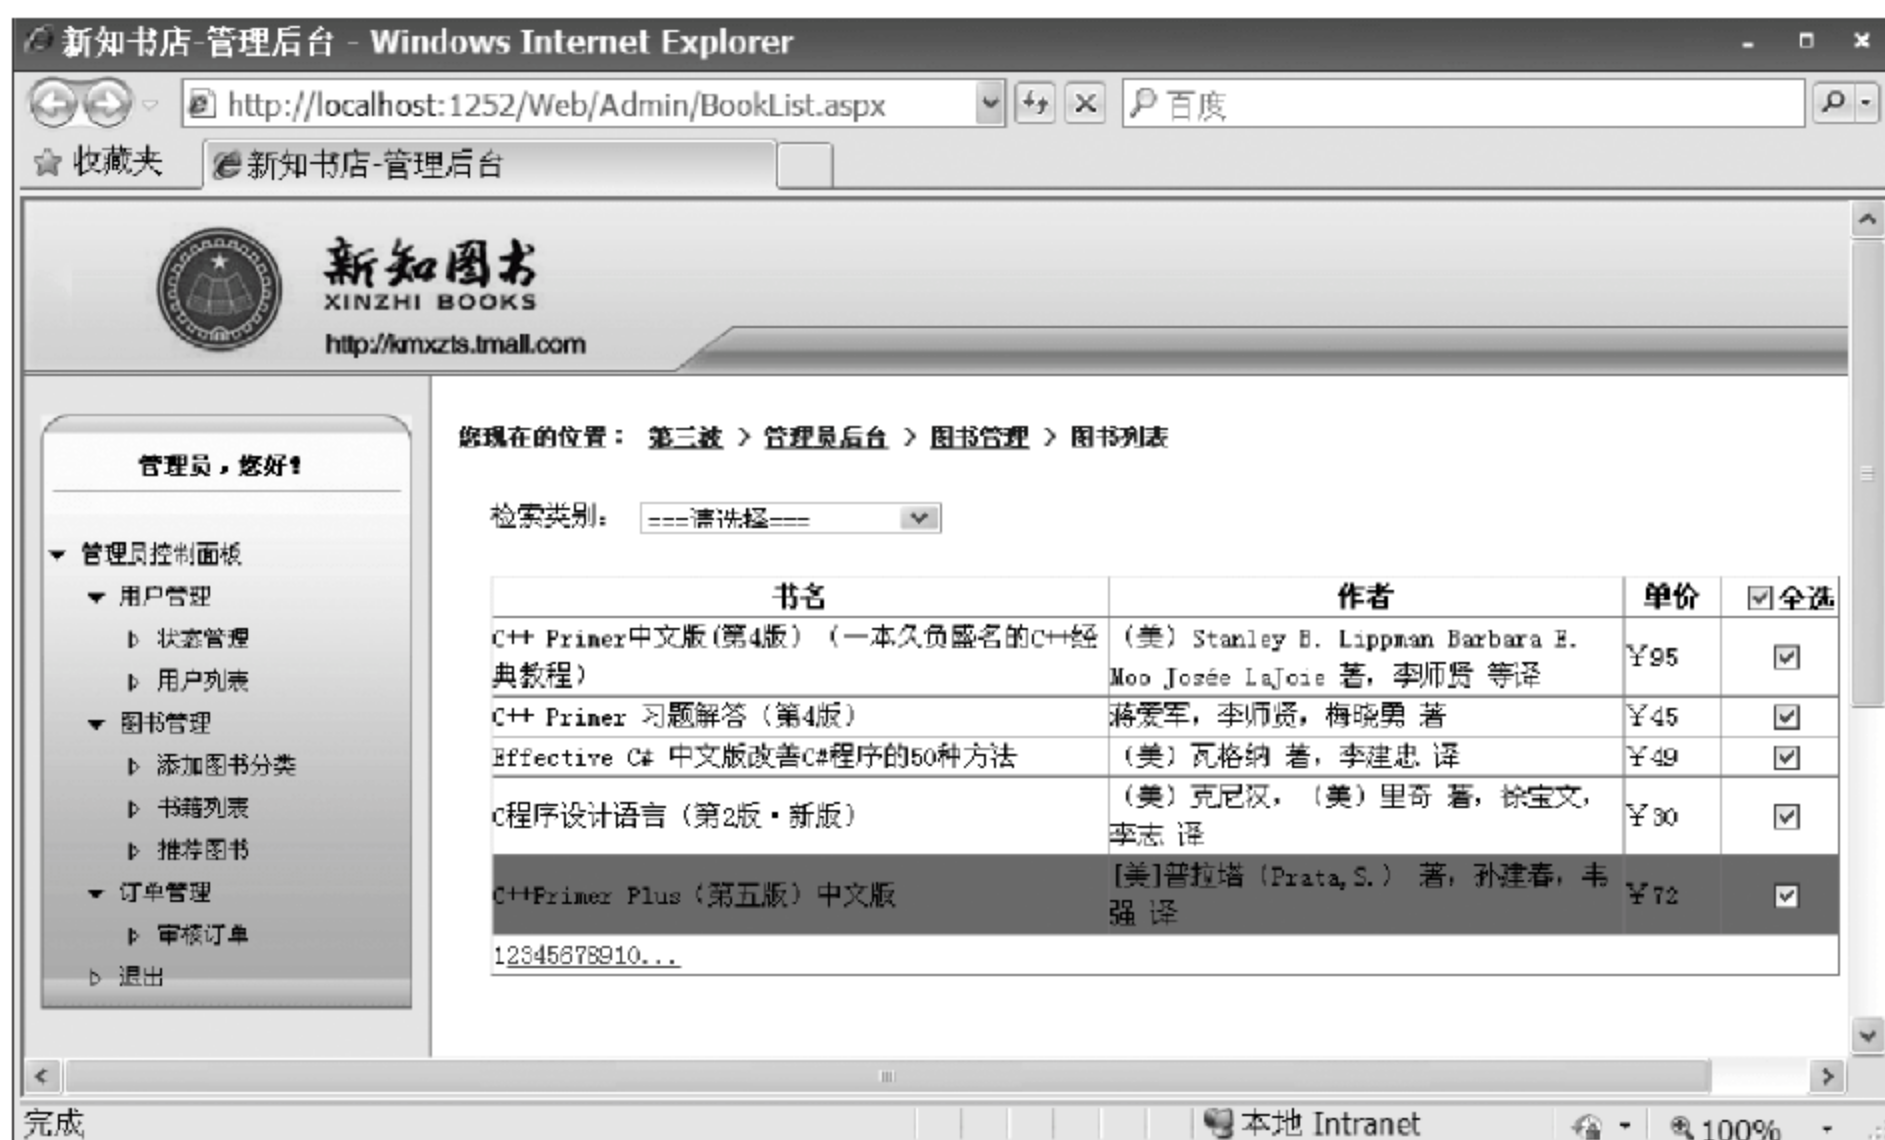 新知书店-管理后台 - Windows Internet Explorer
http://localhost:1252/Web/Admin/BookList.aspx
百度
收藏夹
新知书店-管理后台
新知图书
XINZHI BOOKS
http://kmxzts.tmall.com
管理员，您好！
管理员控制面板
用户管理
状态管理
用户列表
图书管理
添加图书分类
书籍列表
推荐图书
订单管理
审核订单
退出
您现在的位置： 第三波 > 管理员后台 > 图书管理 > 图书列表
检索类别： ===请选择===
书名 作者 单价 全选
C++ Primer中文版(第4版）（一本久负盛名的C++经典教程） （美）Stanley B. Lippman Barbara E. Moo Josée LaJoie 著，李师贤 等译 ￥95
C++ Primer 习题解答（第4版） 蒋爱军，李师贤，梅晓勇 著 ￥45
Effective C# 中文版改善C#程序的50种方法 （美）瓦格纳 著，李建忠 译 ￥49
C程序设计语言（第2版·新版） （美）克尼汉，（美）里奇 著，徐宝文，李志 译 ￥30
C++Primer Plus（第五版）中文版 [美]普拉塔（Prata,S.） 著，孙建春，韦强 译 ￥72
12345678910...
完成
本地 Intranet
100%